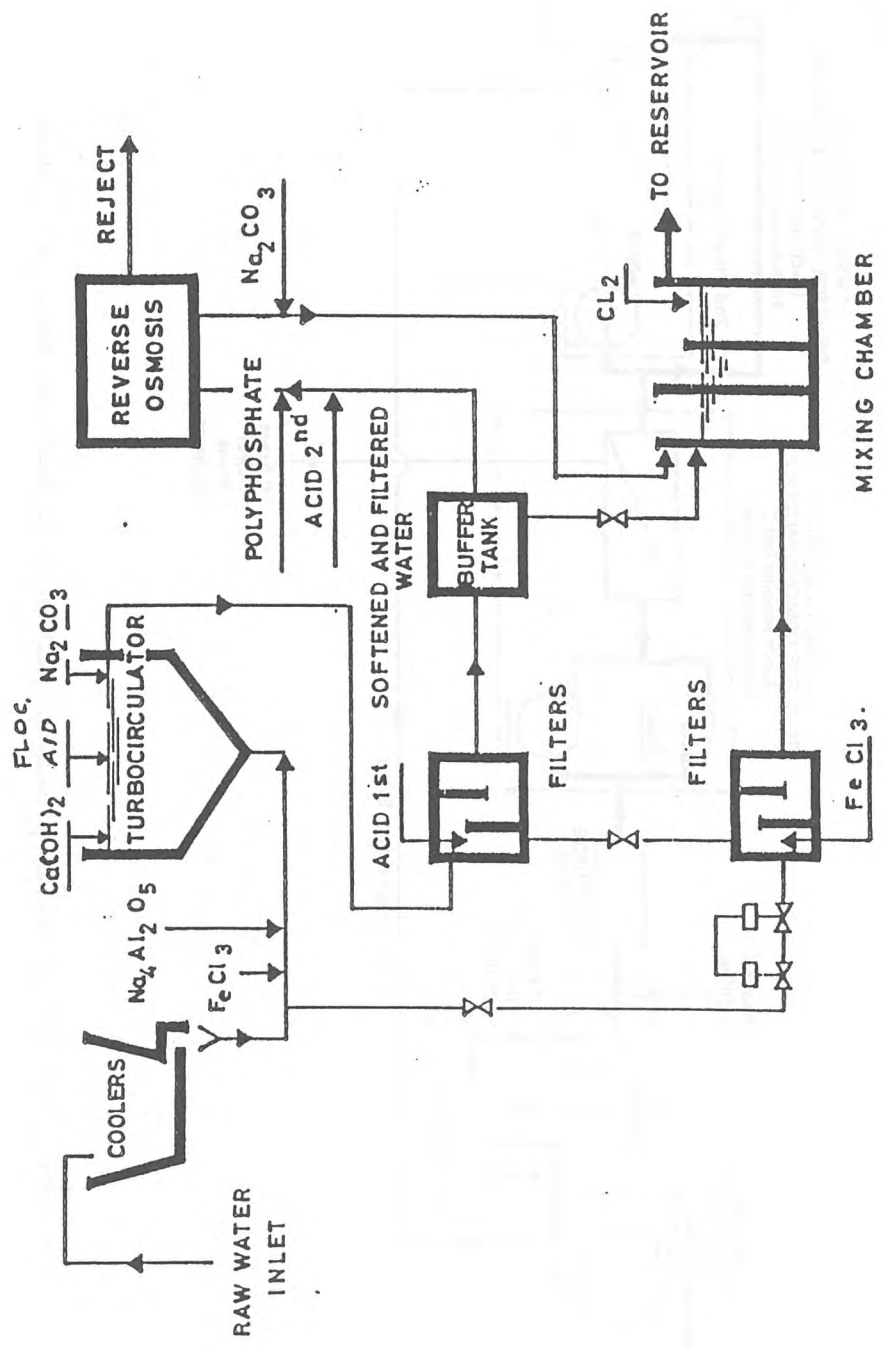 RAW WATER
INLET
COOLERS
FeCl3
Na4Al2O5
Ca(OH)2
FLOC,
AID
Na2CO3
TURBOCIRCULATOR
ACID 1st
FILTERS
SOFTENED AND FILTERED
WATER
BUFFER
TANK
POLYPHOSPHATE
ACID 2nd
REVERSE
OSMOSIS
REJECT
Na2CO3
FILTERS
FeCl3.
CL2
TO RESERVOIR
MIXING CHAMBER